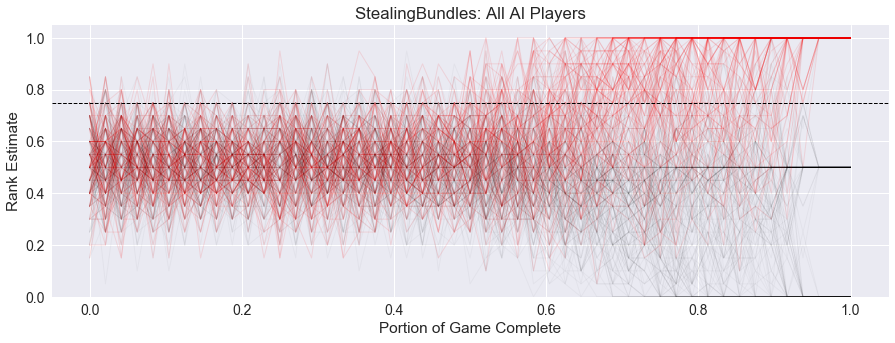 StealingBundles: All AI Players
1.0
0.8
0.6
0.4
0.2
0.0
Rank Estimate
0.0 0.2 0.4 0.6 0.8 1.0
Portion of Game Complete